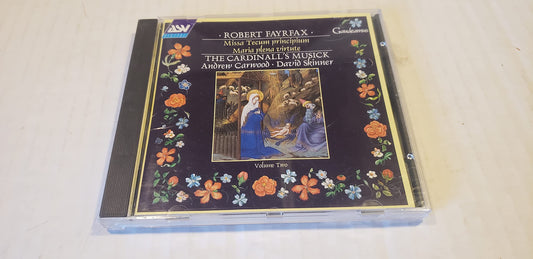 ASV
· ROBERT FAYRFAX ·
Gaudeamus
Missa Tecum principium
Maria plena virtute
THE CARDINALL'S MUSICK
Andrew Carwood · David Skinner
Volume Two